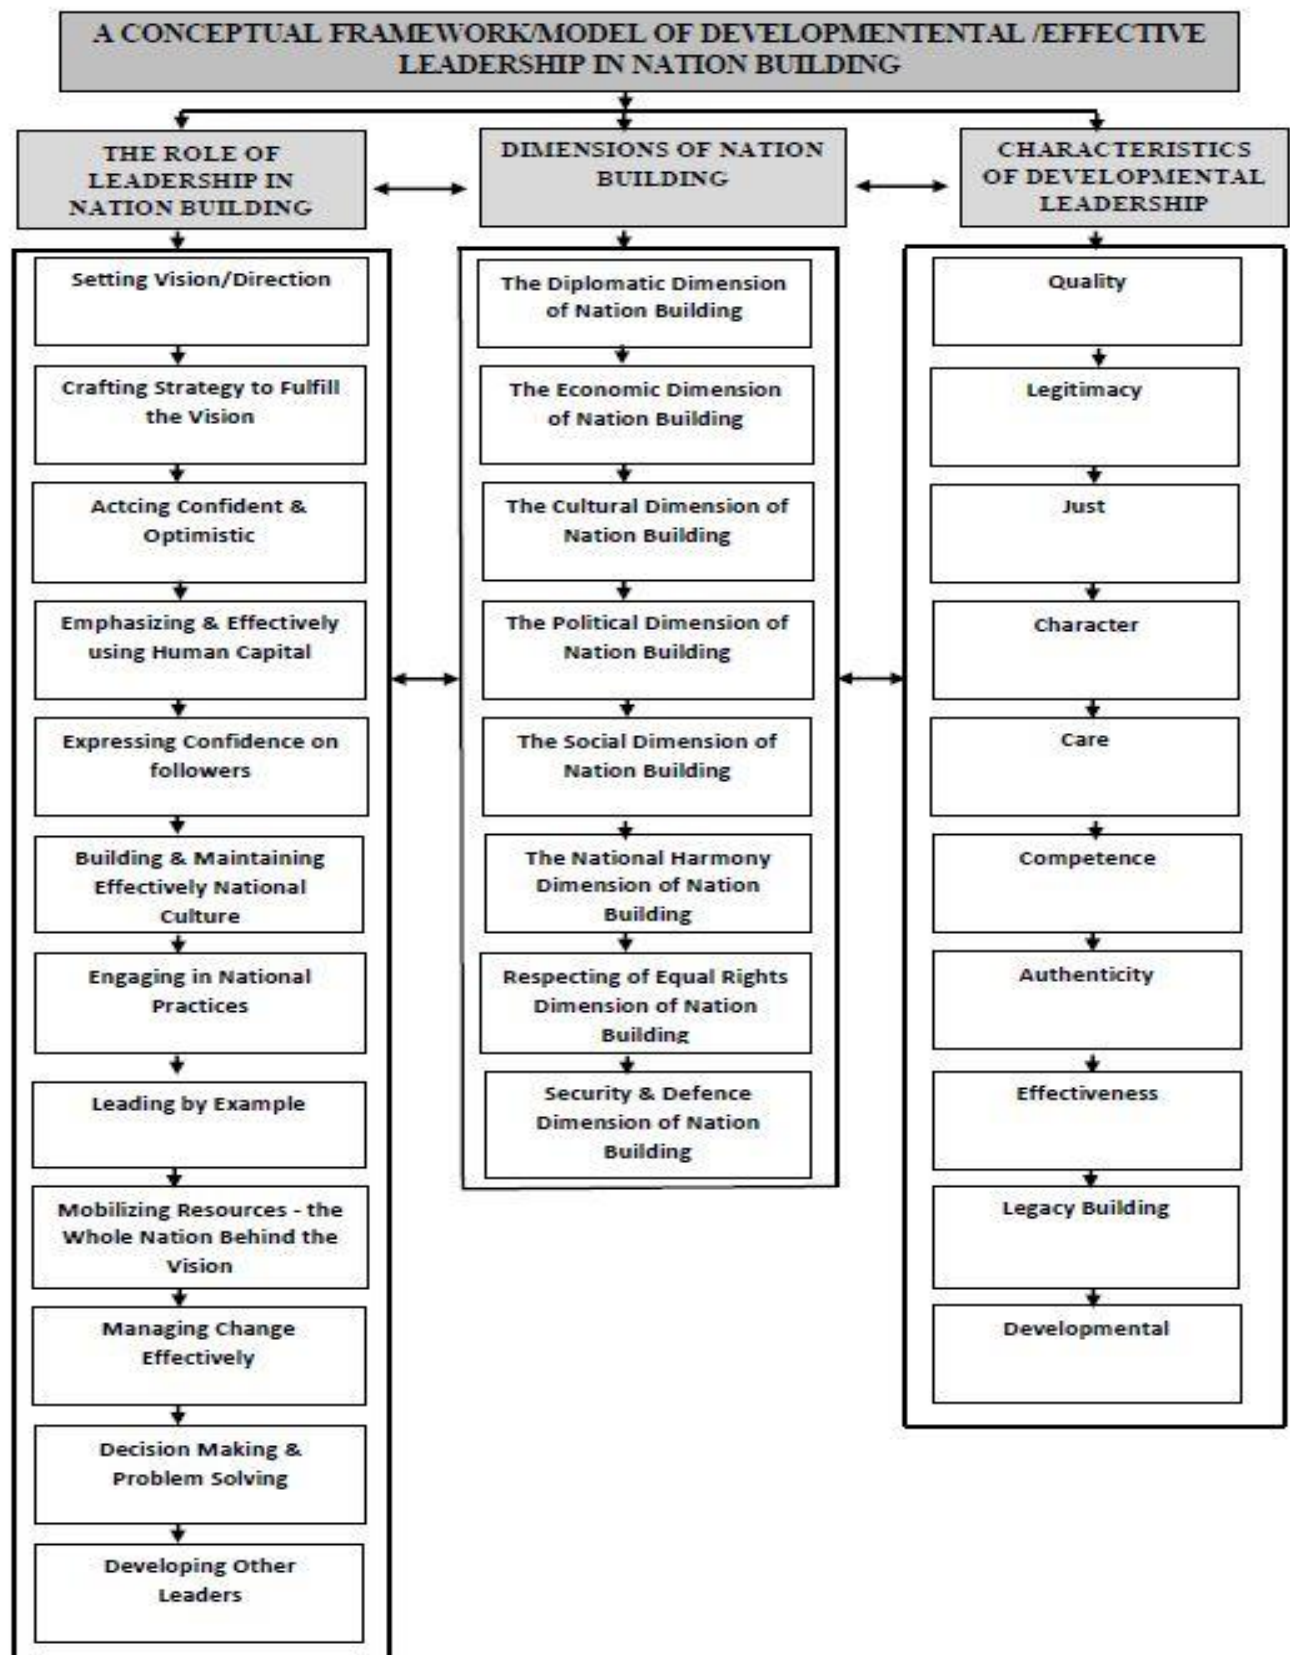 A CONCEPTUAL FRAMEWORK/MODEL OF DEVELOPMENTENTAL /EFFECTIVE
LEADERSHIP IN NATION BUILDING
THE ROLE OF
LEADERSHIP IN
NATION BUILDING
Setting Vision/Direction
Crafting Strategy to Fulfill
the Vision
Actcing Confident &
Optimistic
Emphasizing & Effectively
using Human Capital
Expressing Confidence on
followers
Building & Maintaining
Effectively National
Culture
Engaging in National
Practices
Leading by Example
Mobilizing Resources - the
Whole Nation Behind the
Vision
Managing Change
Effectively
Decision Making &
Problem Solving
Developing Other
Leaders
DIMENSIONS OF NATION
BUILDING
The Diplomatic Dimension
of Nation Building
The Economic Dimension
of Nation Building
The Cultural Dimension of
Nation Building
The Political Dimension of
Nation Building
The Social Dimension of
Nation Building
The National Harmony
Dimension of Nation
Building
Respecting of Equal Rights
Dimension of Nation
Building
Security & Defence
Dimension of Nation
Building
CHARACTERISTICS
OF DEVELOPMENTAL
LEADERSHIP
Quality
Legitimacy
Just
Character
Care
Competence
Authenticity
Effectiveness
Legacy Building
Developmental